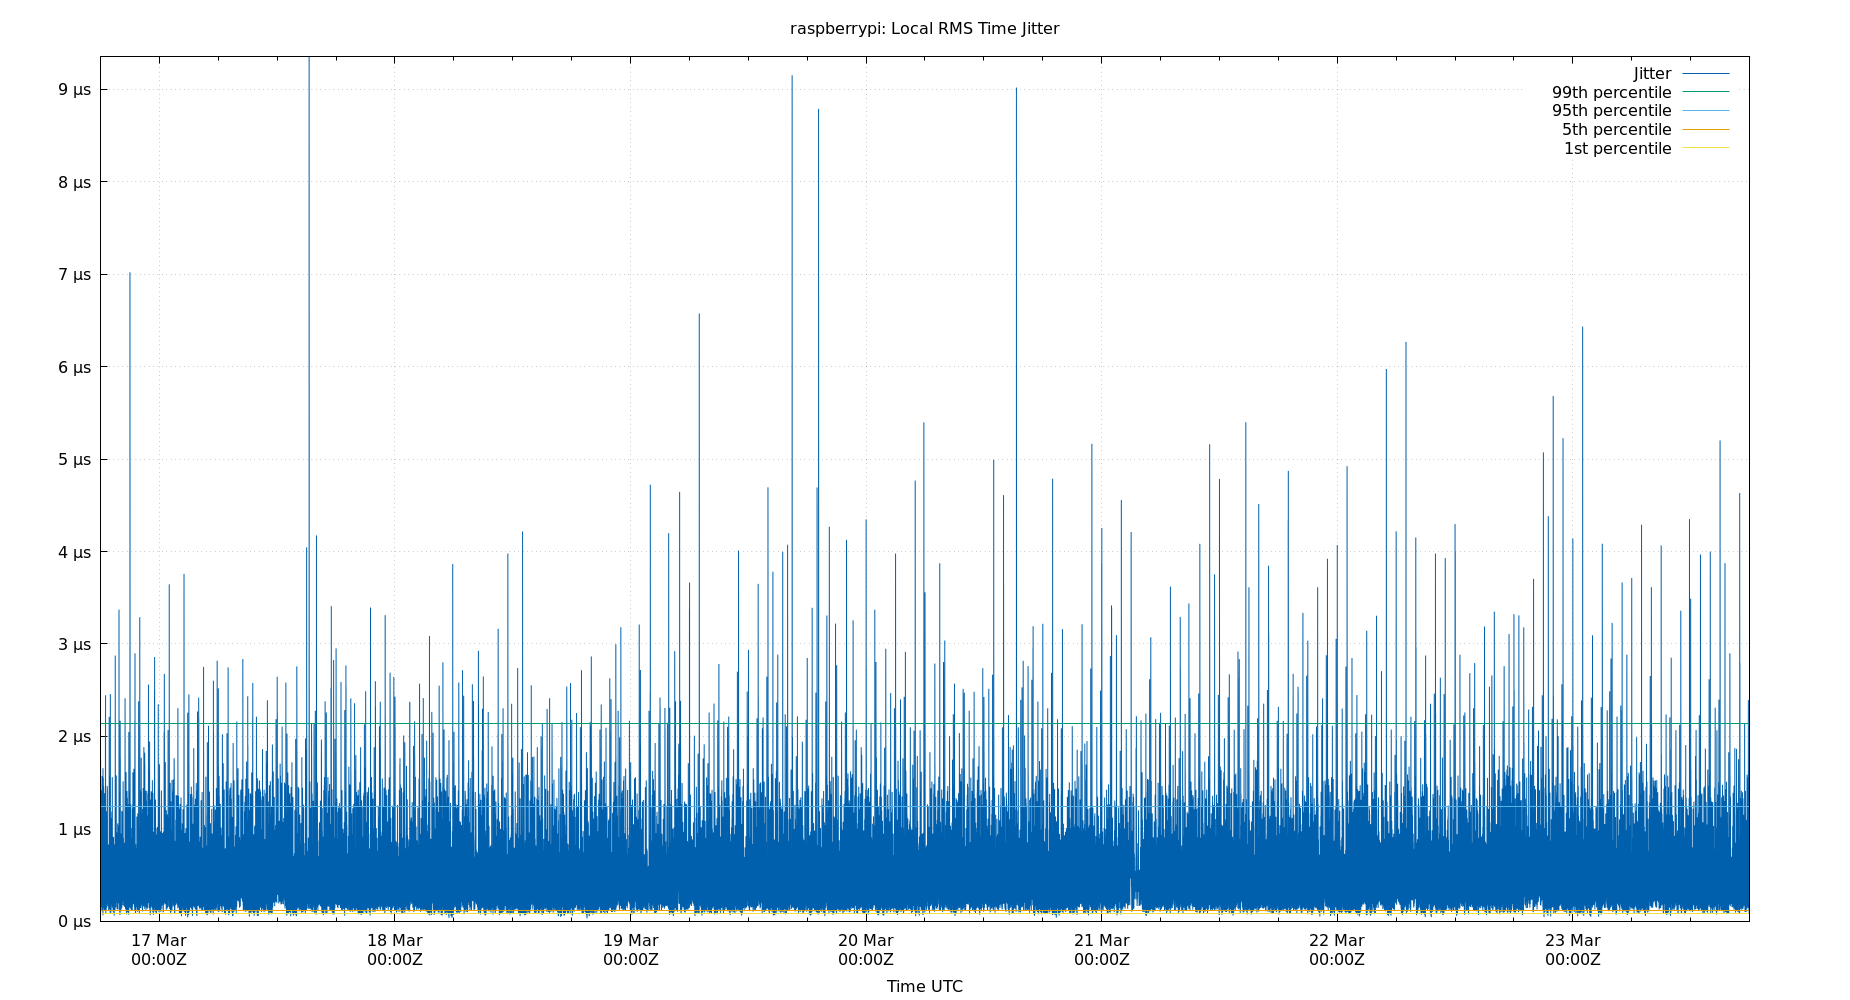 raspberrypi: Local RMS Time Jitter
Jitter
99th percentile
95th percentile
5th percentile
1st percentile
9 µs
8 µs
7 µs
6 µs
5 µs
4 µs
3 µs
2 µs
1 µs
0 µs
17 Mar 18 Mar 19 Mar 20 Mar 21 Mar 22 Mar 23 Mar
00:00Z 00:00Z 00:00Z 00:00Z 00:00Z 00:00Z 00:00Z
Time UTC